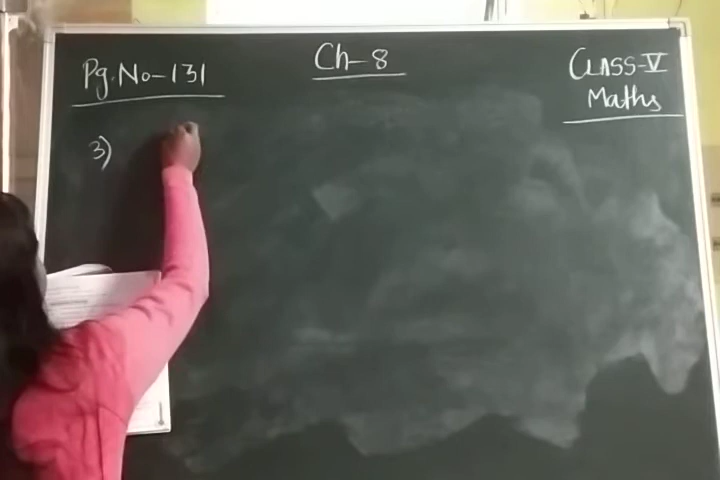 Pg.No-131
Ch-8
CLASS-V
Maths
3)